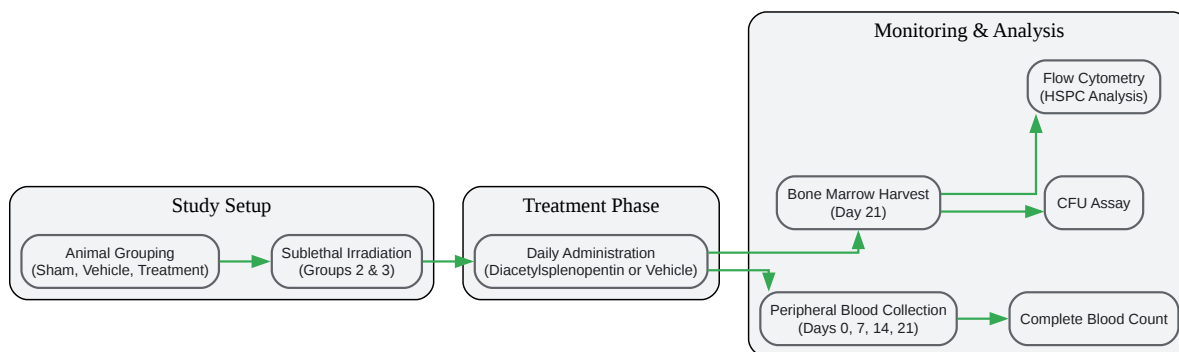 Study Setup
Animal Grouping
(Sham, Vehicle, Treatment)
Sublethal Irradiation
(Groups 2 & 3)
Treatment Phase
Daily Administration
(Diacetylsplenopentin or Vehicle)
Monitoring & Analysis
Flow Cytometry
(HSPC Analysis)
Bone Marrow Harvest
(Day 21)
CFU Assay
Peripheral Blood Collection
(Days 0, 7, 14, 21)
Complete Blood Count